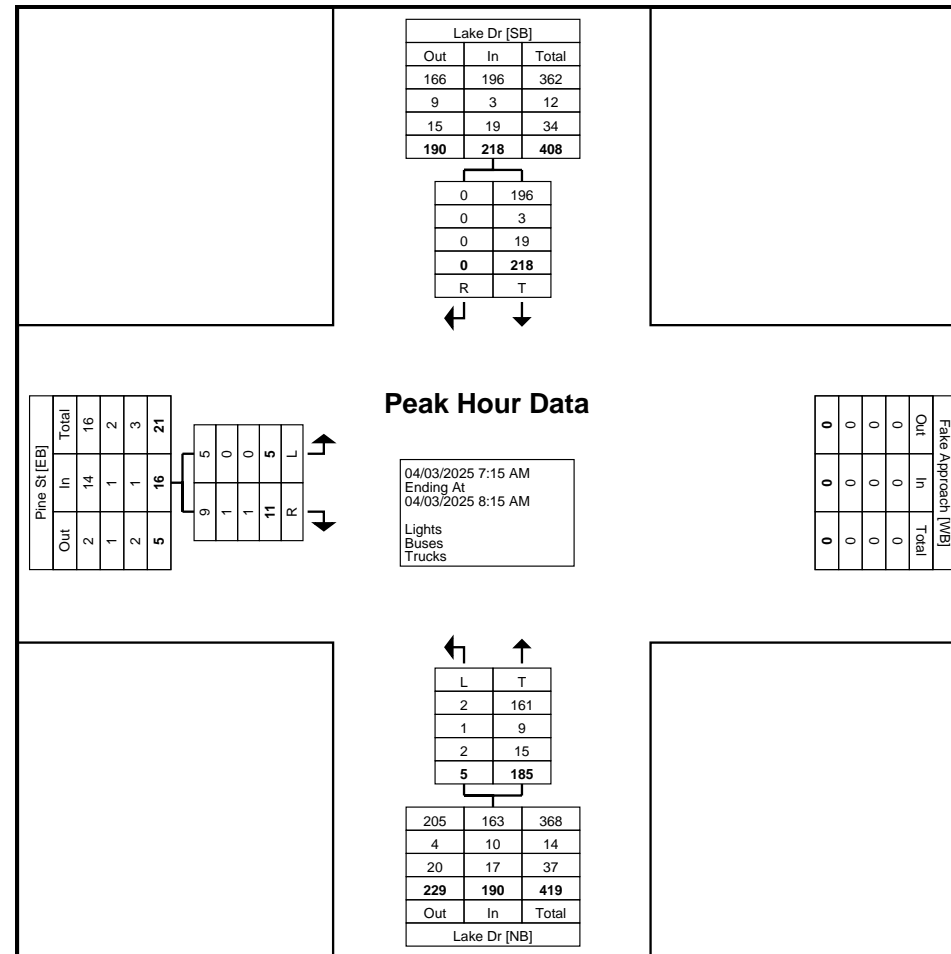 Lake Dr [SB]
Out In Total
166 196 362
9 3 12
15 19 34
190 218 408
0 196
0 3
0 19
0 218
R T
Peak Hour Data
Pine St [EB]
Total 16 2 3 21
In 14 1 1 16
Out 2 1 2 5
5 0 0 5 L
9 1 1 11 R
04/03/2025 7:15 AM
Ending At
04/03/2025 8:15 AM
Lights
Buses
Trucks
Fake Approach [WB]
Out 0 0 0 0
In 0 0 0 0
Total 0 0 0 0
L T
2 161
1 9
2 15
5 185
205 163 368
4 10 14
20 17 37
229 190 419
Out In Total
Lake Dr [NB]